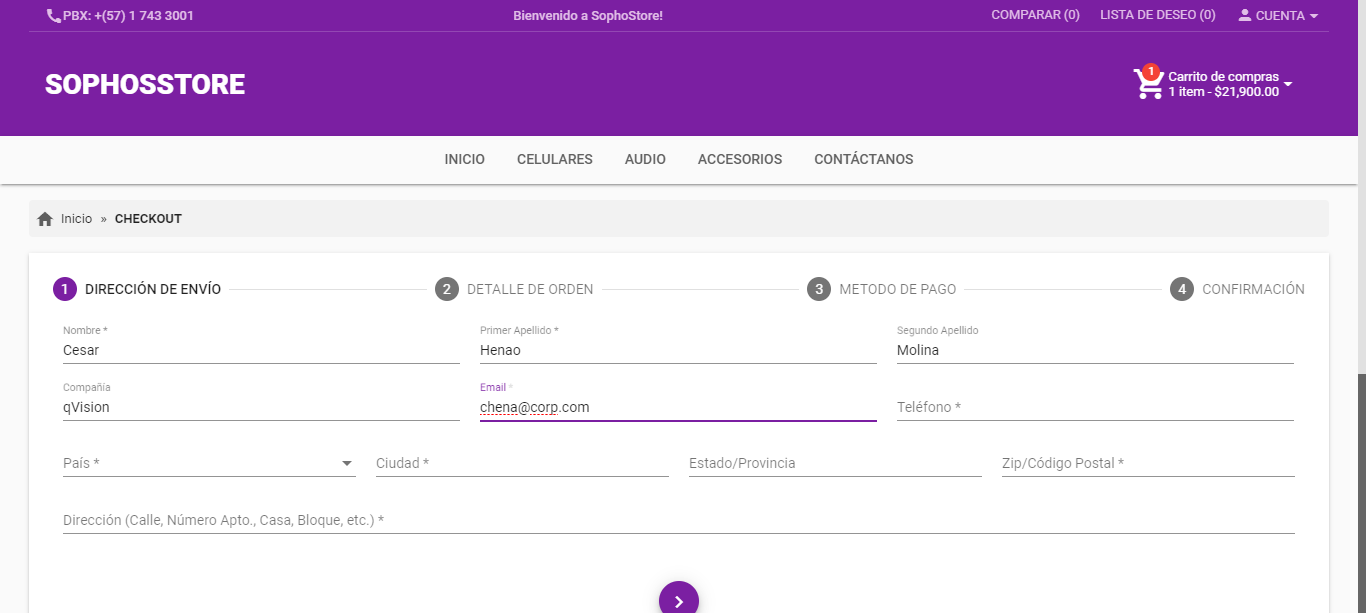 PBX: +(57) 1 743 3001 Bienvenido a SophoStore! COMPARAR (0) LISTA DE DESEO (0) CUENTA
SOPHOSSTORE
1
Carrito de compras
1 item - $21,900.00
INICIO CELULARES AUDIO ACCESORIOS CONTÁCTANOS
Inicio » CHECKOUT
1 DIRECCIÓN DE ENVÍO 2 DETALLE DE ORDEN 3 METODO DE PAGO 4 CONFIRMACIÓN
Nombre * Primer Apellido * Segundo Apellido
Cesar Henao Molina
Compañía Email *
qVision chena@corp.com Teléfono *
País * Ciudad * Estado/Provincia Zip/Código Postal *
Dirección (Calle, Número Apto., Casa, Bloque, etc.) *